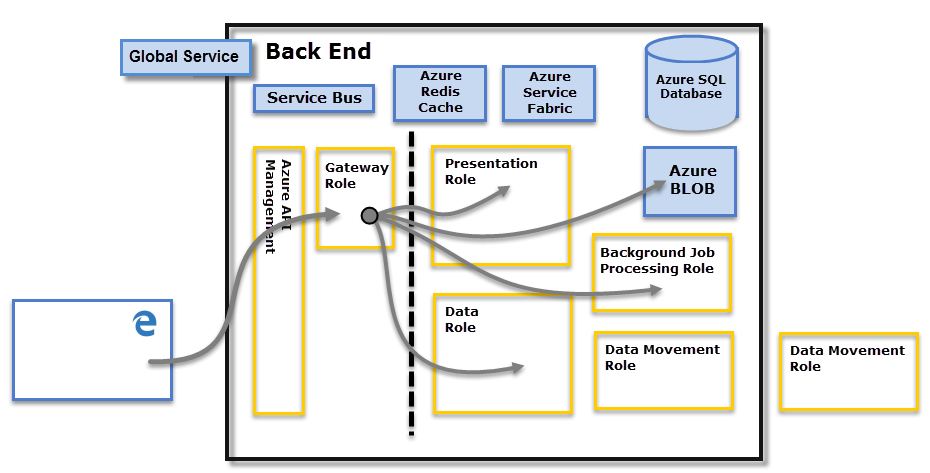 Global Service
Back End
Service Bus
Azure
Redis
Cache
Azure
Service
Fabric
Azure SQL
Database
Azure API
Management
Gateway
Role
Presentation
Role
Azure
BLOB
Background Job
Processing Role
Data
Role
Data Movement
Role
Data Movement
Role